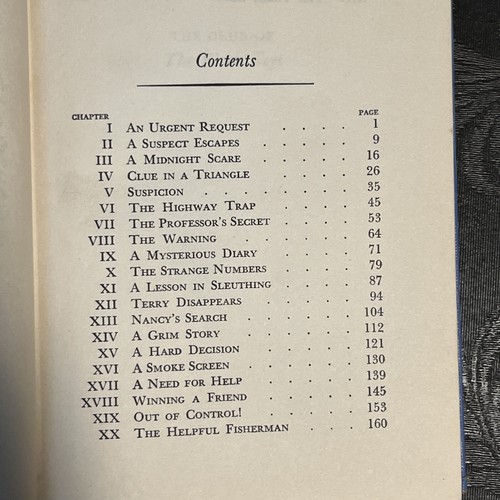 Contents
CHAPTER PAGE
I AN URGENT REQUEST . . . . 1
II A SUSPECT ESCAPES . . . . . 9
III A MIDNIGHT SCARE . . . . . 16
IV CLUE IN A TRIANGLE . . . . 26
V SUSPICION . . . . . . . . 35
VI THE HIGHWAY TRAP . . . . 45
VII THE PROFESSOR'S SECRET . . . . 53
VIII THE WARNING . . . . . . 64
IX A MYSTERIOUS DIARY . . . . 71
X THE STRANGE NUMBERS . . . . 79
XI A LESSON IN SLEUTHING . . . . 87
XII TERRY DISAPPEARS . . . . . 94
XIII NANCY'S SEARCH . . . . . . 104
XIV A GRIM STORY . . . . . . 112
XV A HARD DECISION . . . . . 121
XVI A SMOKE SCREEN . . . . . 130
XVII A NEED FOR HELP . . . . . 139
XVIII WINNING A FRIEND . . . . . 145
XIX OUT OF CONTROL! . . . . . 153
XX THE HELPFUL FISHERMAN . . . 160